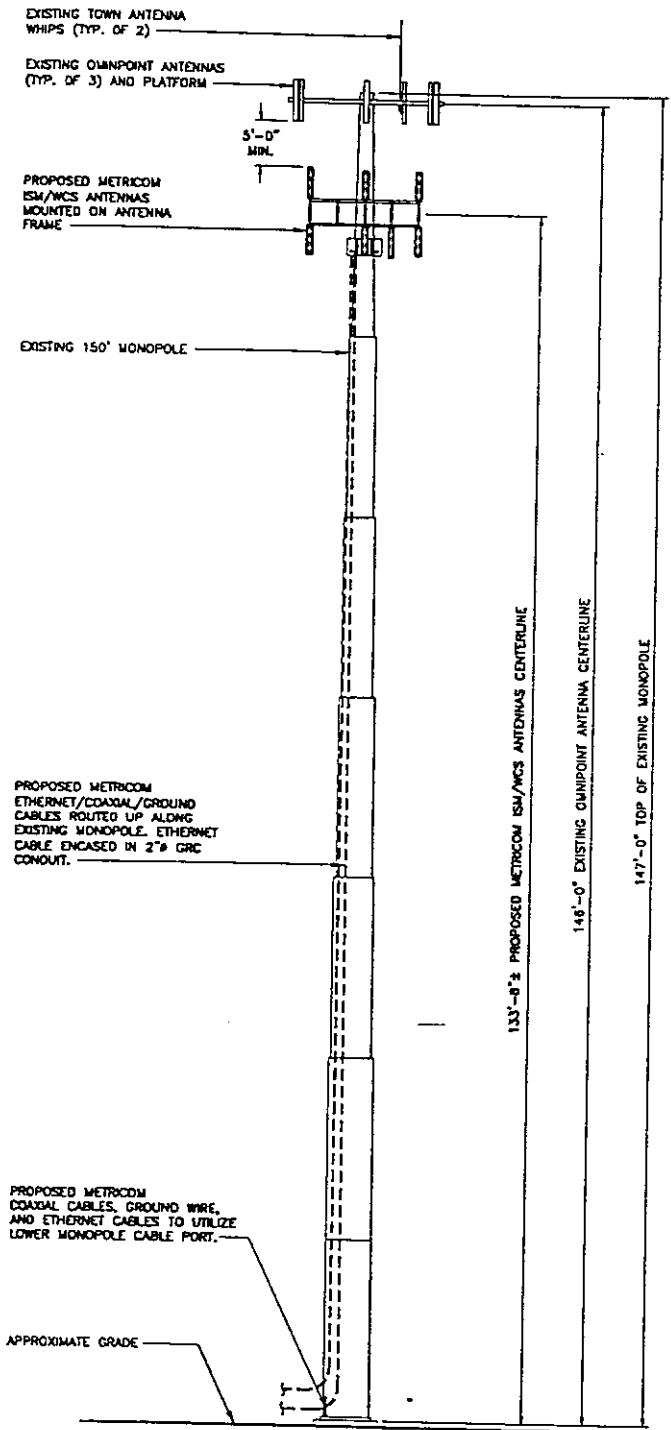 EXISTING TOWN ANTENNA
WHIPS (TYP. OF 2)
EXISTING OMNIPOINT ANTENNAS
(TYP. OF 3) AND PLATFORM
5'-0"
MIN.
PROPOSED METRICOM
ISM/WCS ANTENNAS
MOUNTED ON ANTENNA
FRAME
EXISTING 150' MONOPOLE
133'-8"± PROPOSED METRICOM ISM/WCS ANTENNAS CENTERLINE
146'-0" EXISTING OMNIPOINT ANTENNA CENTERLINE
147'-0" TOP OF EXISTING MONOPOLE
PROPOSED METRICOM
ETHERNET/COAXIAL/GROUND
CABLES ROUTED UP ALONG
EXISTING MONOPOLE. ETHERNET
CABLE ENCASED IN 2"ø GRC
CONDUIT.
PROPOSED METRICOM
COAXIAL CABLES, GROUND WIRE,
AND ETHERNET CABLES TO UTILIZE
LOWER MONOPOLE CABLE PORT.
APPROXIMATE GRADE